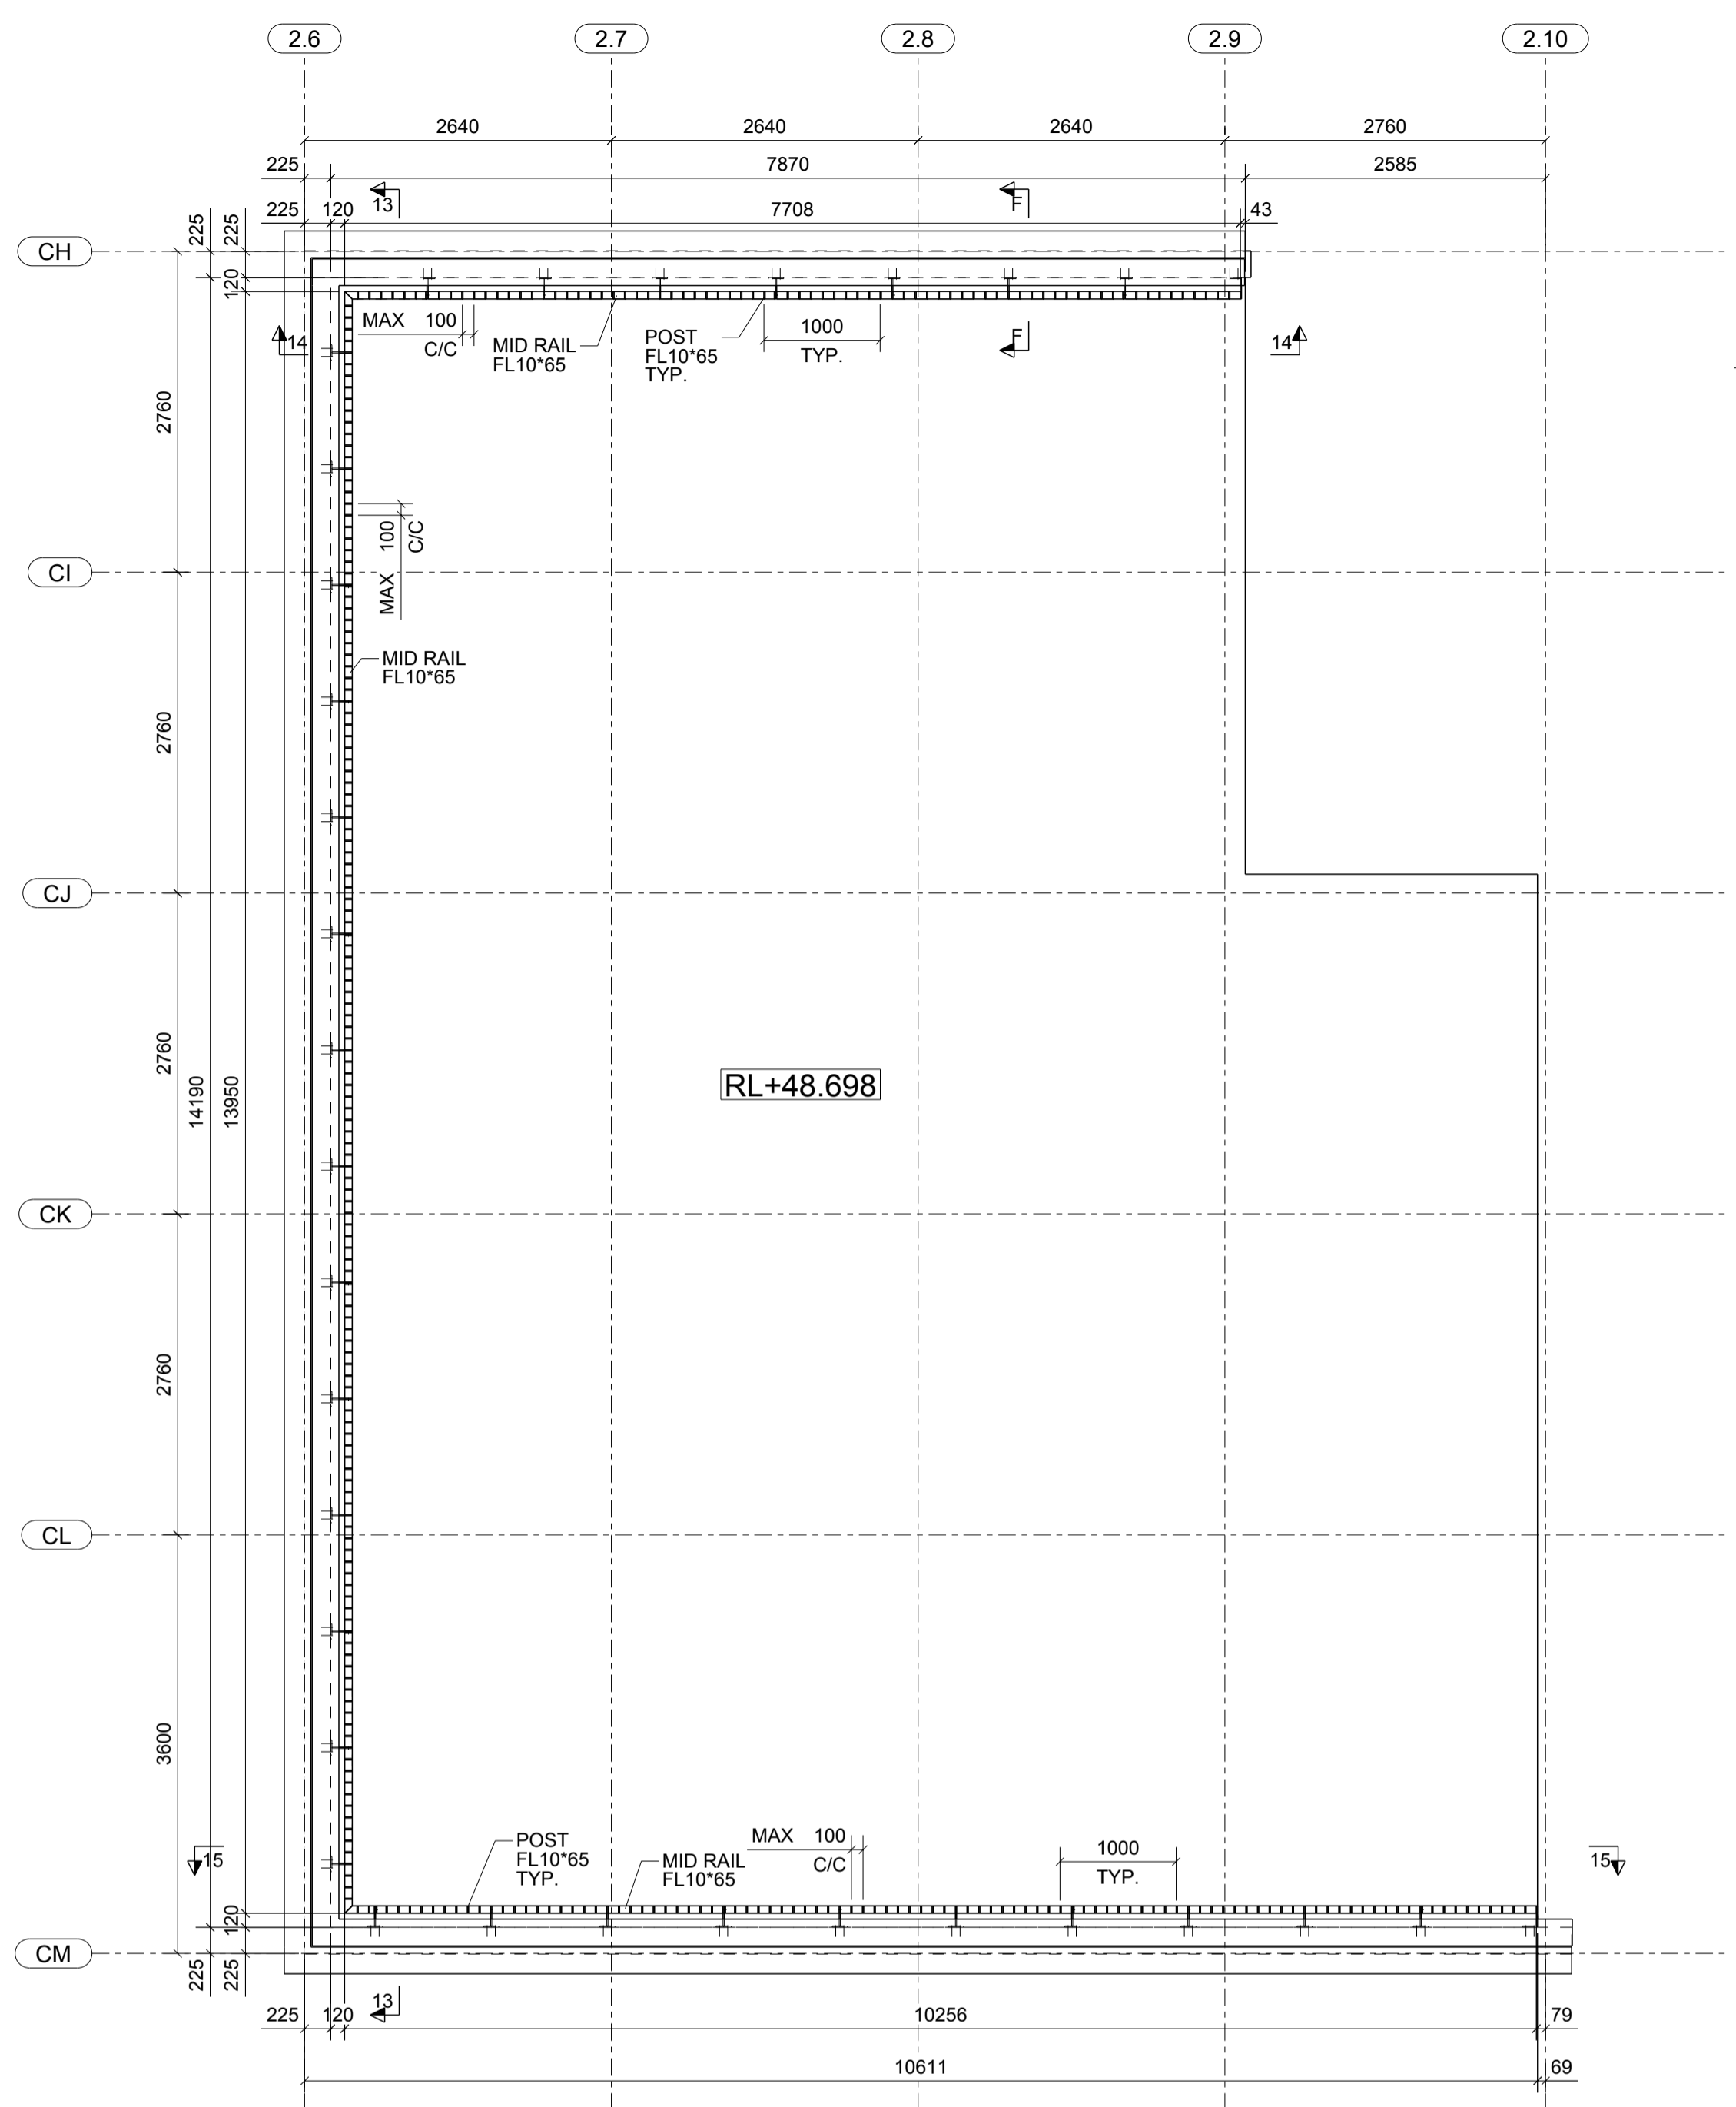 2.6 2.7 2.8 2.9 2.10
2640 2640 2640 2760
225 7870 2585
13 F
225 120 7708 43
225 225
CH
120
MAX 100
C/C
MID RAIL
FL10*65
POST
FL10*65
TYP.
1000
TYP.
F
14 14
2760
MAX 100
C/C
CI
MID RAIL
FL10*65
2760
CJ
2760
14190
13950
RL+48.698
CK
2760
CL
3600
15
POST
FL10*65
TYP.
MID RAIL
FL10*65
MAX 100
C/C
1000
TYP.
15
120
CM
225 225
13
225 120 10256 79
10611 69